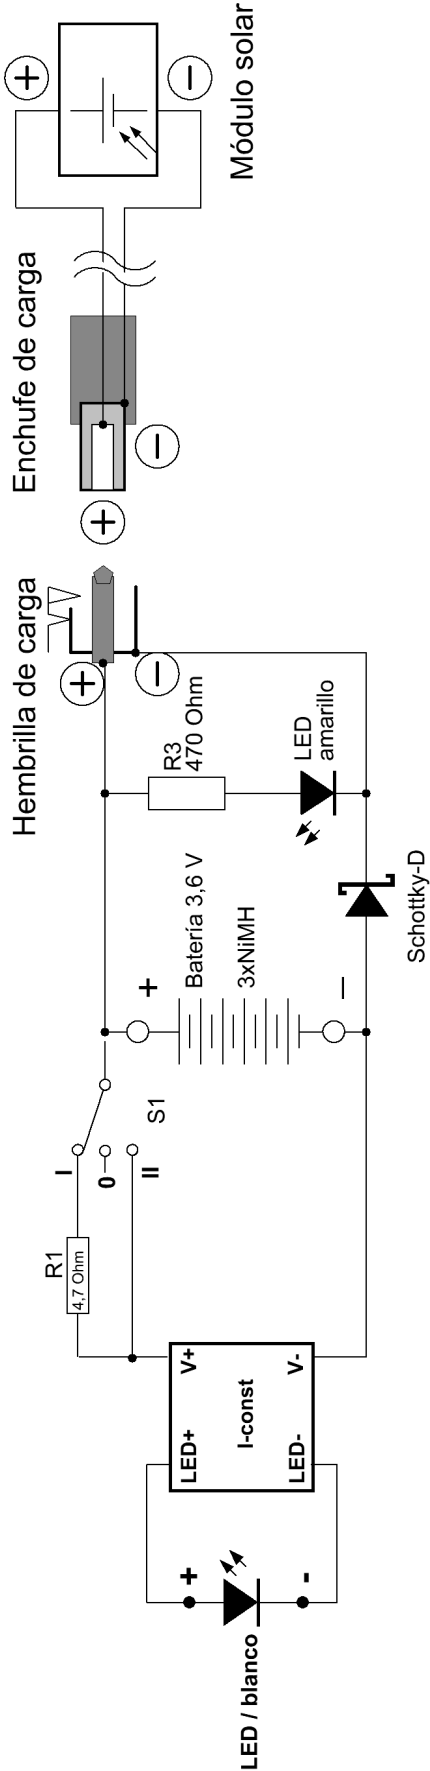 LED / blanco
+
-
LED+
LED-
I-const
V+
V-
R1
4,7 Ohm
I
0
II
S1
+
−
Batería 3,6 V
3xNiMH
Schottky-D
R3
470 Ohm
LED
amarillo
Hembrilla de carga
+
−
Enchufe de carga
+
−
+
−
Módulo solar